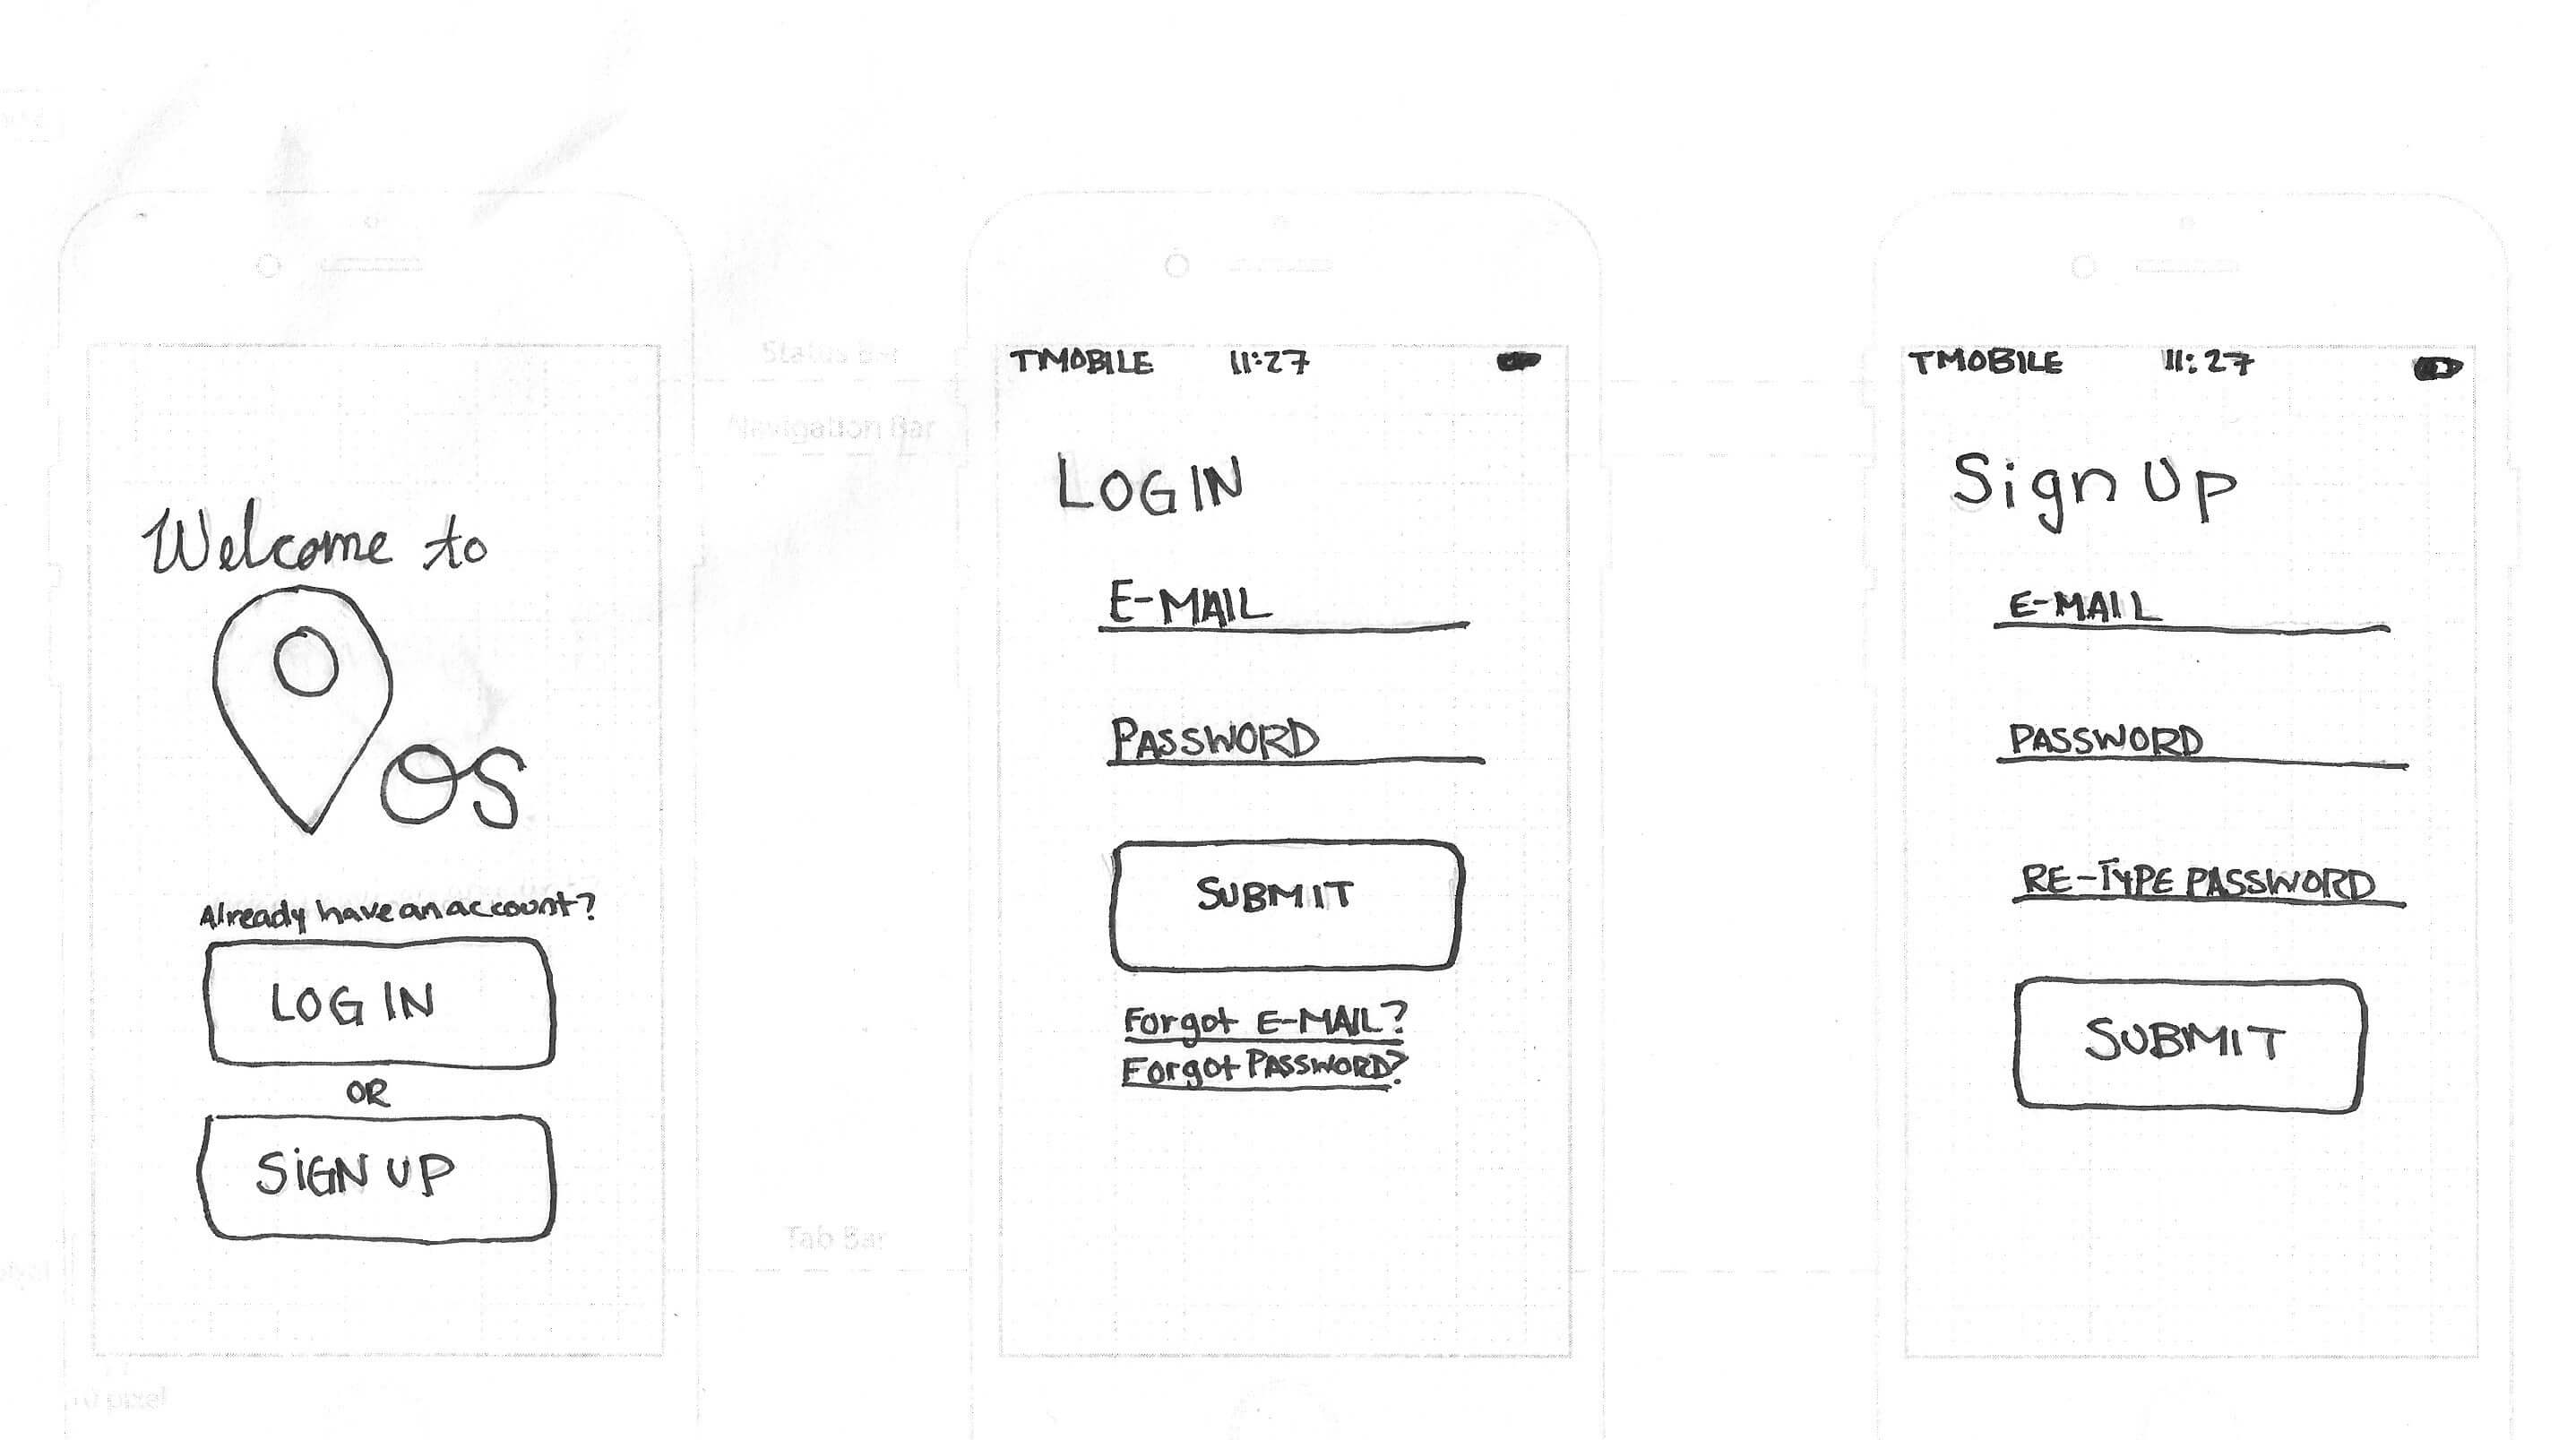 Welcome to
OS
Already have an account?
LOG IN
OR
SIGN UP
Status Bar
Navigation Bar
Tab Bar
pixel
TMOBILE 11:27
LOGIN
E-MAIL
PASSWORD
SUBMIT
Forgot E-MAIL?
Forgot PASSWORD?
TMOBILE 11:27
Sign Up
E-MAIL
PASSWORD
RE-TYPE PASSWORD
SUBMIT